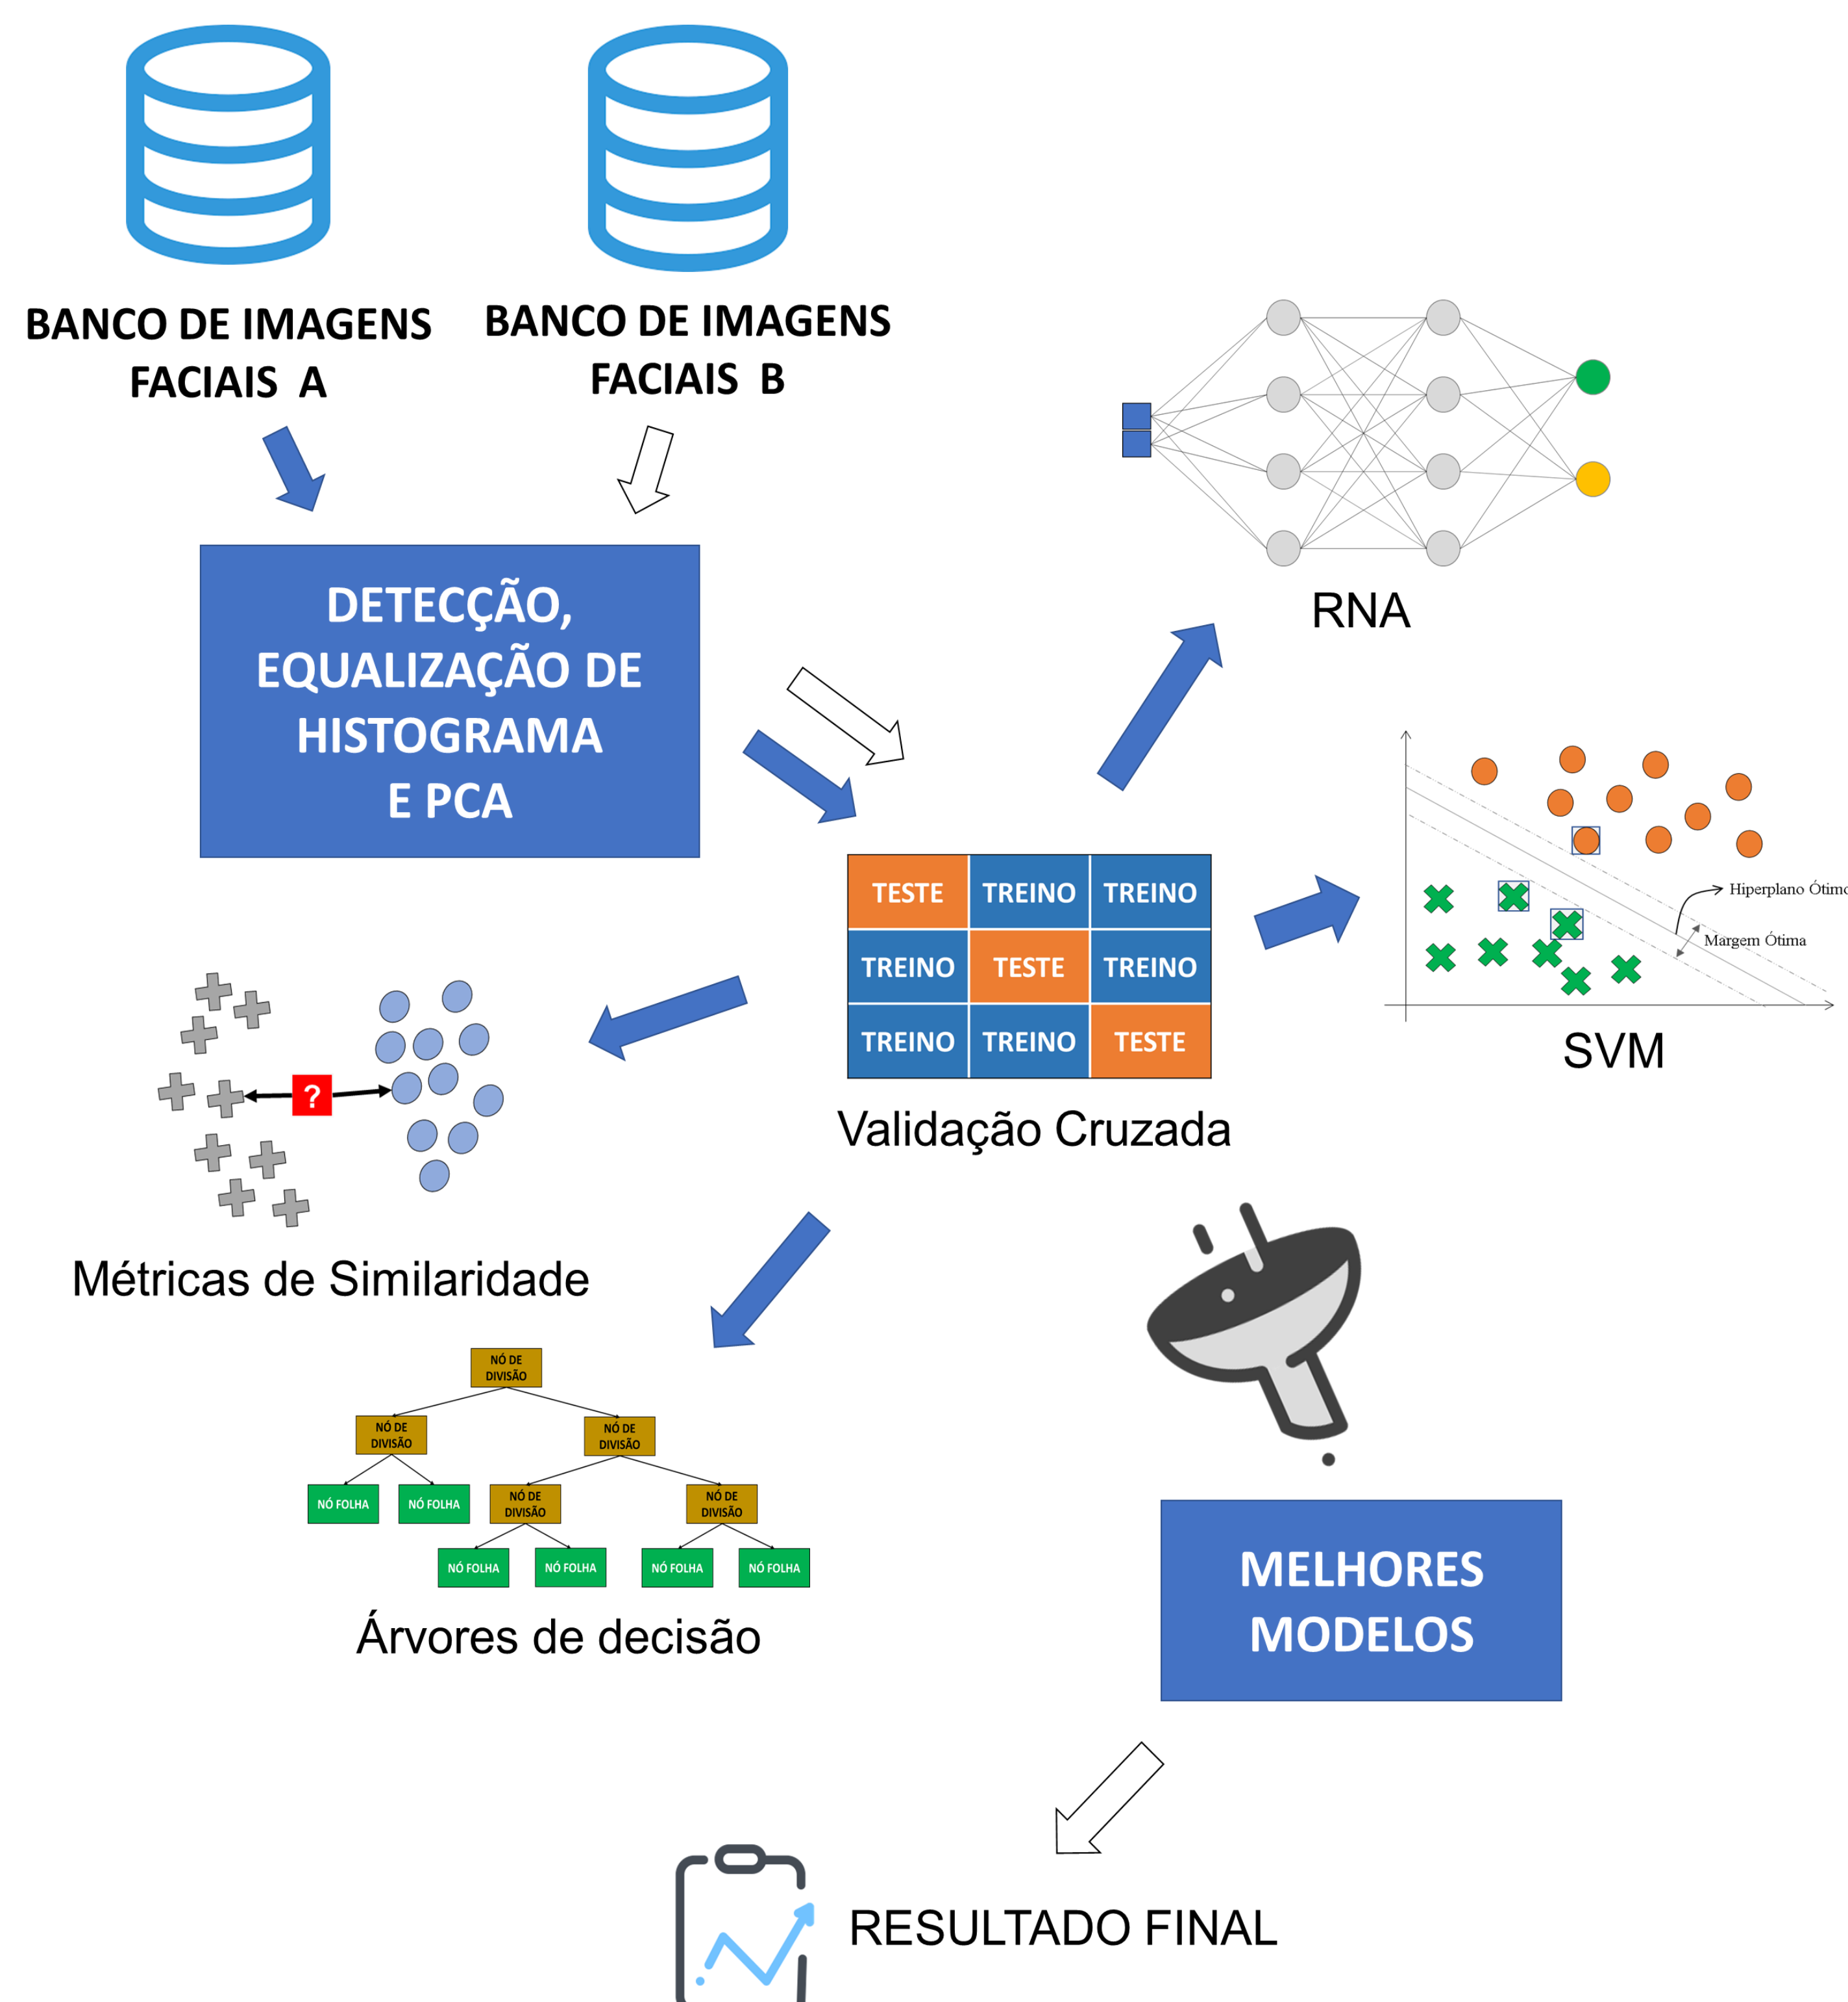 BANCO DE IMAGENS
FACIAIS A
BANCO DE IMAGENS
FACIAIS B
DETECÇÃO,
EQUALIZAÇÃO DE
HISTOGRAMA
E PCA
RNA
TESTE TREINO TREINO
TREINO TESTE TREINO
TREINO TREINO TESTE
Validação Cruzada
Hiperplano Ótimo
Margem Ótima
SVM
?
Métricas de Similaridade
NÓ DE
DIVISÃO
NÓ DE
DIVISÃO
NÓ DE
DIVISÃO
NÓ FOLHA
NÓ FOLHA
NÓ DE
DIVISÃO
NÓ DE
DIVISÃO
NÓ FOLHA
NÓ FOLHA
NÓ FOLHA
NÓ FOLHA
Árvores de decisão
MELHORES
MODELOS
RESULTADO FINAL